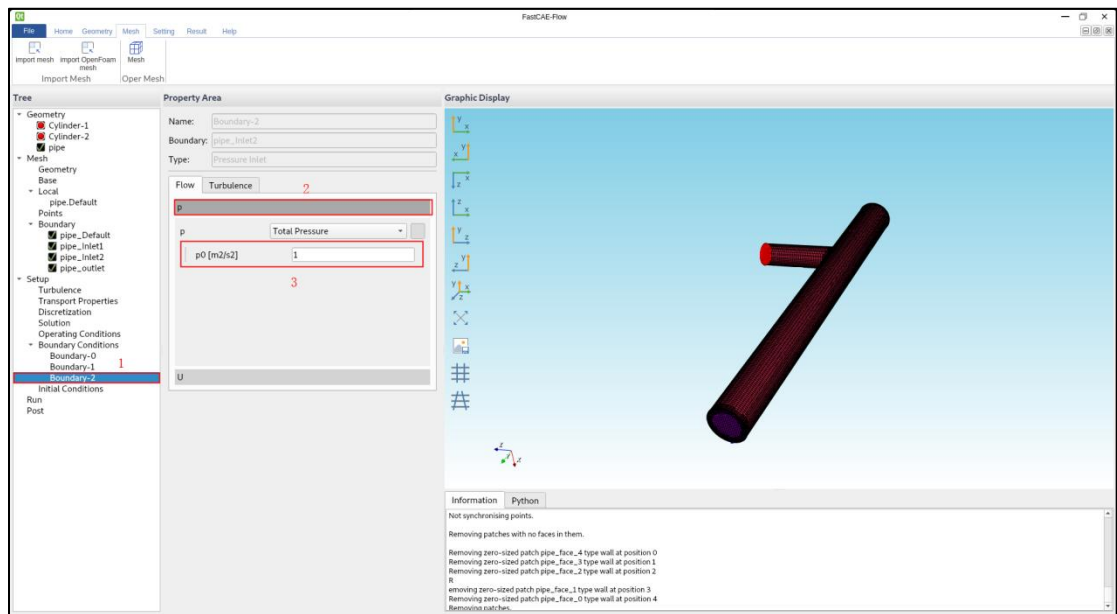 Qt
FastCAE-Flow
File Home Geometry Mesh Setting Result Help
import mesh import OpenFoam mesh Mesh
Import Mesh Oper Mesh
Tree
Geometry
Cylinder-1
Cylinder-2
pipe
Mesh
Geometry
Base
Local
pipe.Default
Points
Boundary
pipe_Default
pipe_Inlet1
pipe_Inlet2
pipe_outlet
Setup
Turbulence
Transport Properties
Discretization
Solution
Operating Conditions
Boundary Conditions
Boundary-0
Boundary-1
1
Boundary-2
Initial Conditions
Run
Post
Property Area
Name: Boundary-2
Boundary: pipe_Inlet2
Type: Pressure Inlet
Flow Turbulence
2
p
p Total Pressure
p0 [m2/s2] 1
3
U
Graphic Display
y x
y x
x z
z x
y z
y z
y x z
z y x
Information Python
Not synchronising points.
Removing patches with no faces in them.
Removing zero-sized patch pipe_face_4 type wall at position 0
Removing zero-sized patch pipe_face_3 type wall at position 1
Removing zero-sized patch pipe_face_2 type wall at position 2
R
emoving zero-sized patch pipe_face_1 type wall at position 3
Removing zero-sized patch pipe_face_0 type wall at position 4
Removing patches.